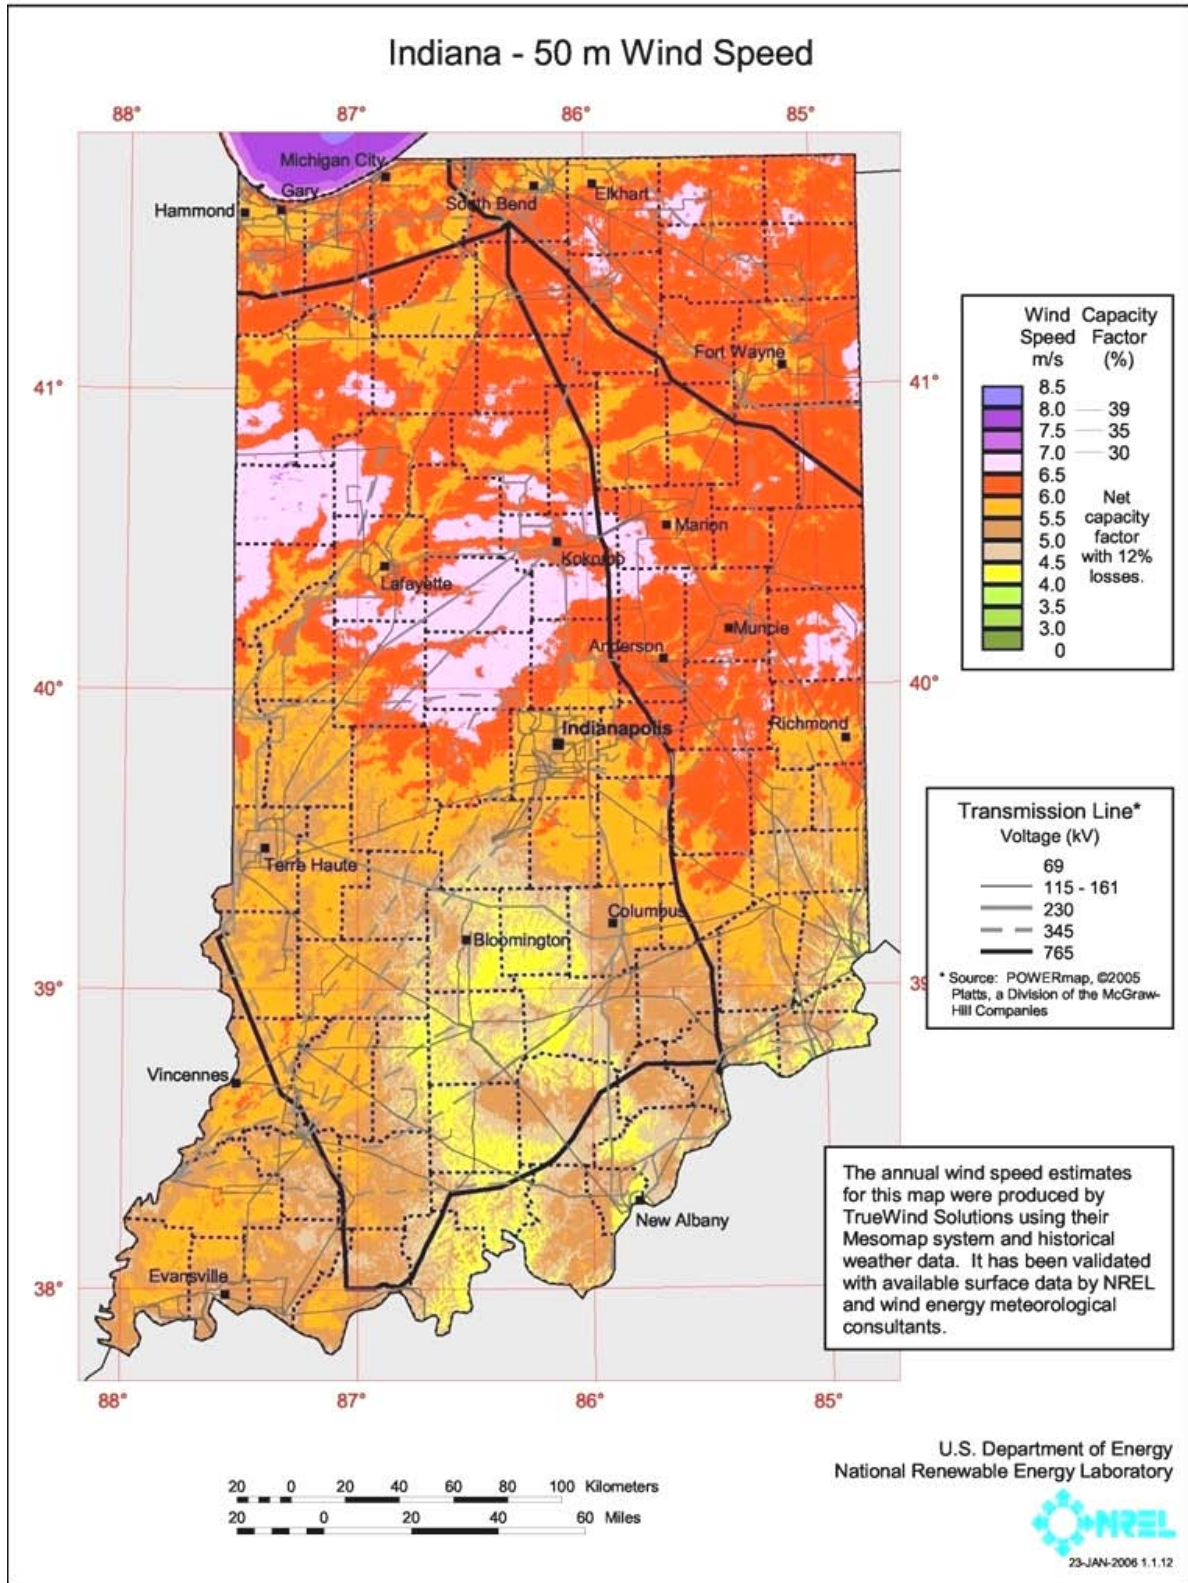 Indiana - 50 m Wind Speed
88°
87°
86°
85°
Michigan City
Gary
Hammond
South Bend
Elkhart
Fort Wayne
41°
41°
Marion
Kokomo
Lafayette
Muncie
Anderson
40°
40°
Richmond
Indianapolis
Terre Haute
Columbus
Bloomington
39°
39
Vincennes
New Albany
Evansville
38°
88°
87°
86°
85°
Wind Capacity
Speed Factor
m/s (%)
8.5
8.0 39
7.5 35
7.0 30
6.5
6.0 Net
5.5 capacity
5.0 factor
4.5 with 12%
4.0 losses.
3.5
3.0
0
Transmission Line*
Voltage (kV)
69
115 - 161
230
345
765
* Source: POWERmap, ©2005
Platts, a Division of the McGraw-
Hill Companies
The annual wind speed estimates
for this map were produced by
TrueWind Solutions using their
Mesomap system and historical
weather data. It has been validated
with available surface data by NREL
and wind energy meteorological
consultants.
20 0 20 40 60 80 100 Kilometers
20 0 20 40 60 Miles
U.S. Department of Energy
National Renewable Energy Laboratory
NREL
23-JAN-2006 1.1.12